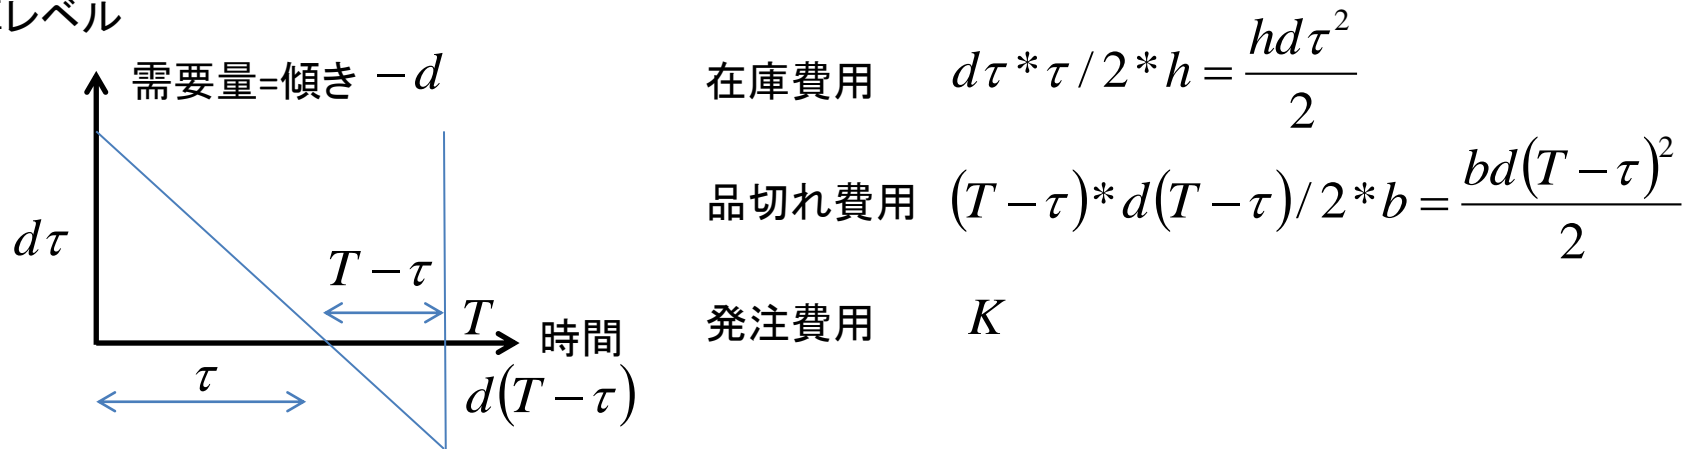 レベル
需要量=傾き −d
dτ
T − τ
T
時間
τ
d(T − τ)
在庫費用 dτ * τ / 2 * h = hdτ² / 2
品切れ費用 (T − τ) * d(T − τ) / 2 * b = bd(T − τ)² / 2
発注費用 K